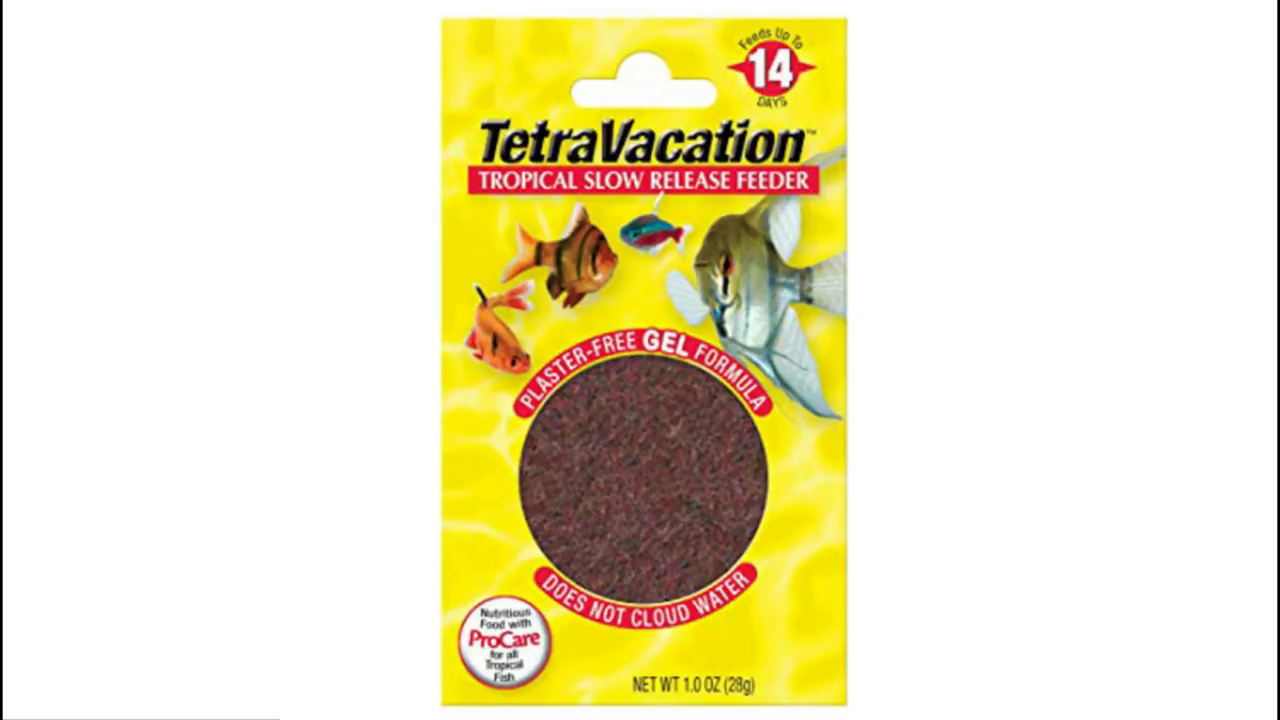 Feeds Up To
14
DAYS
TetraVacation™
TROPICAL SLOW RELEASE FEEDER
PLASTER-FREE GEL FORMULA
DOES NOT CLOUD WATER
Nutritious
Food with
ProCare
for all
Tropical
Fish
NET WT 1.0 OZ (28g)